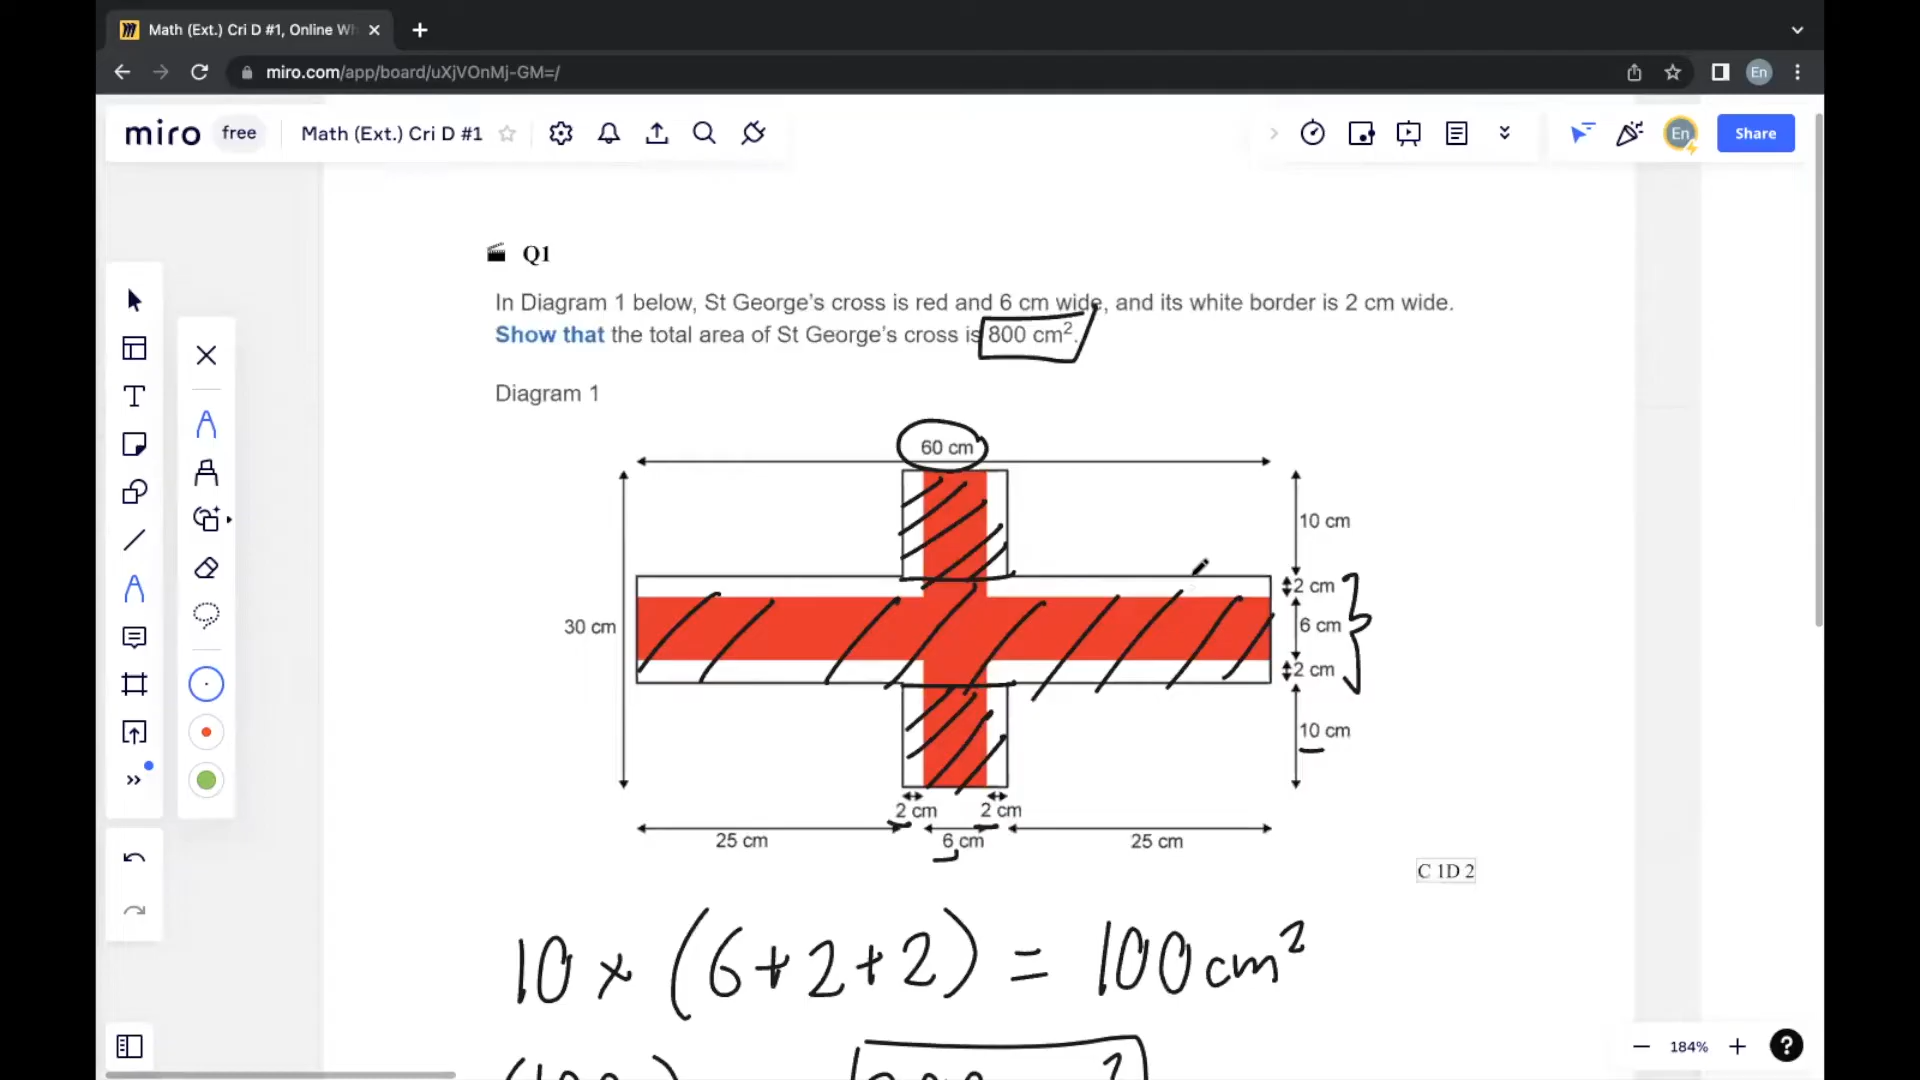 Math (Ext.) Cri D #1, Online Wh
miro.com/app/board/uXjVOnMj-GM=/
En
miro free Math (Ext.) Cri D #1
En Share
Q1
In Diagram 1 below, St George's cross is red and 6 cm wide, and its white border is 2 cm wide.
Show that the total area of St George's cross is 800 cm².
Diagram 1
60 cm
10 cm
2 cm
30 cm
6 cm
2 cm
10 cm
2 cm 2 cm
25 cm 6 cm 25 cm
C 1D 2
10 × (6+2+2) = 100 cm²
184%